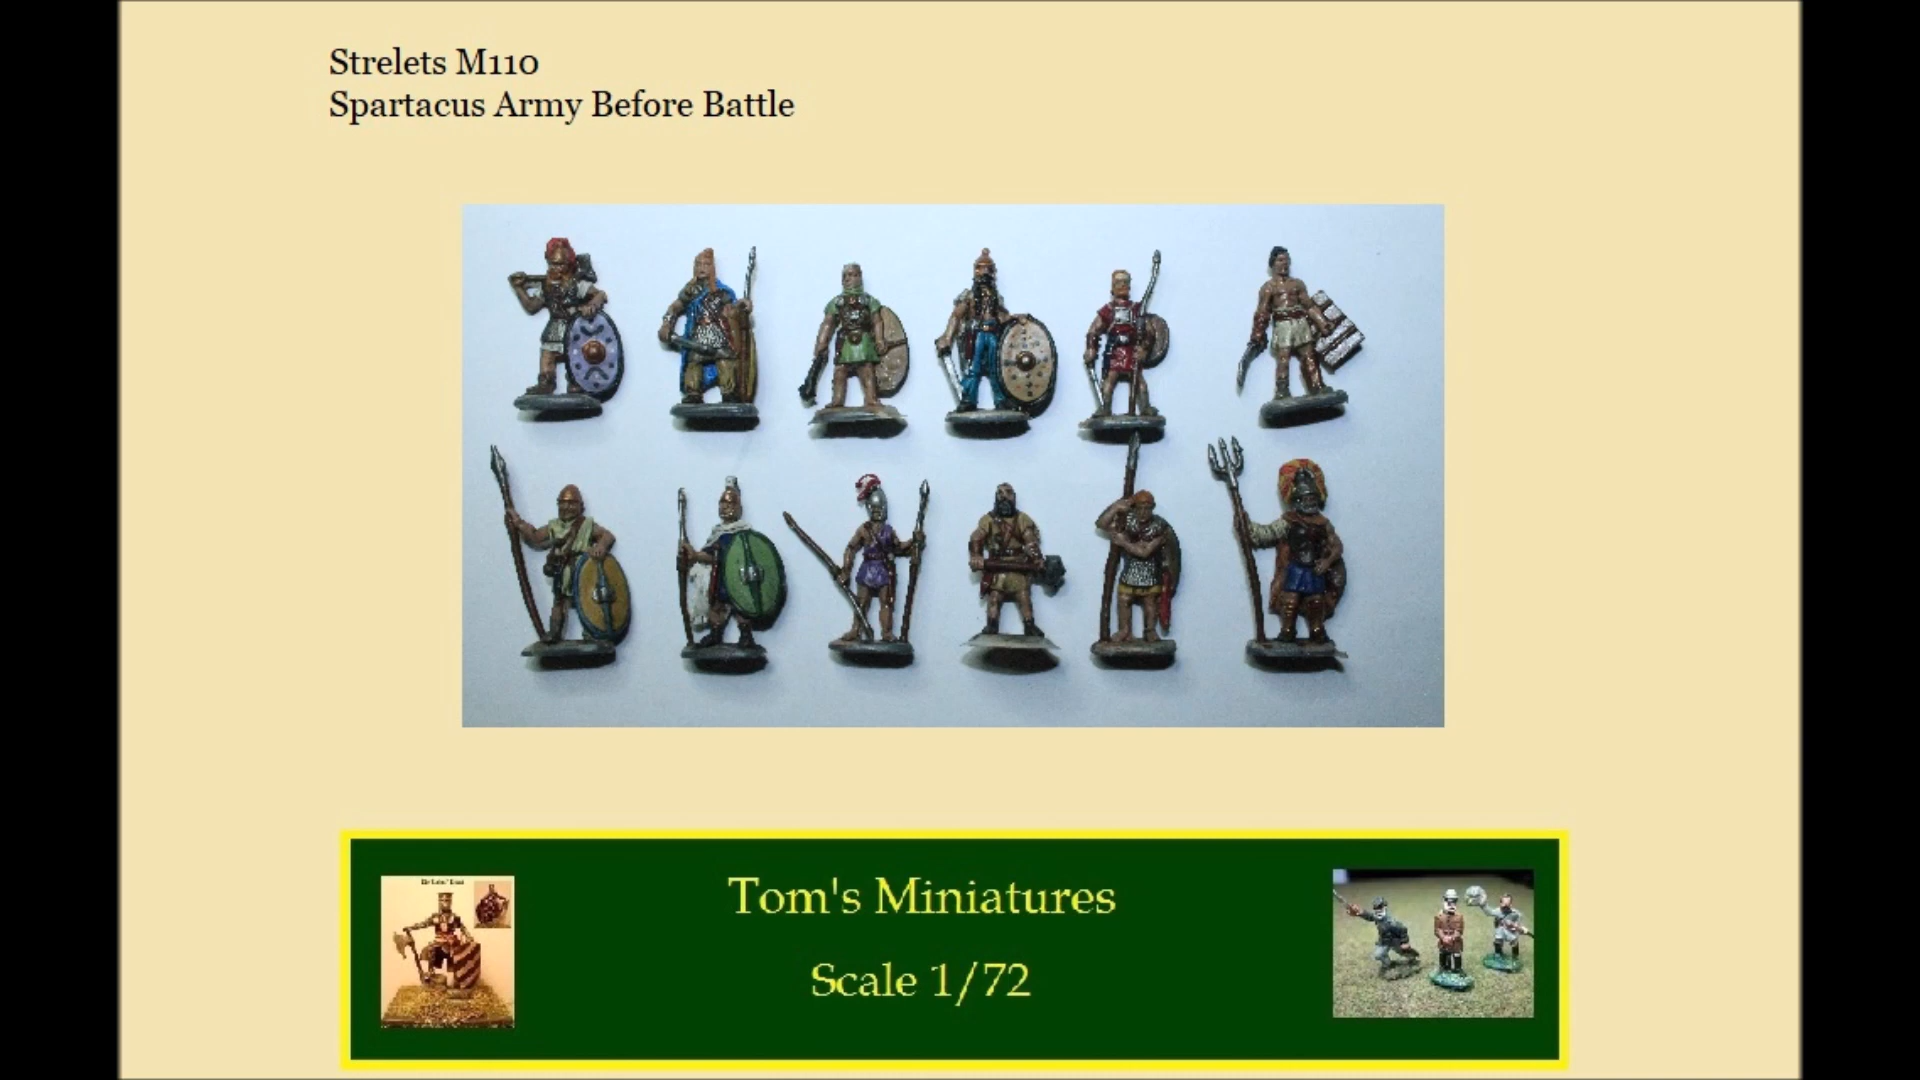 Strelets M110
Spartacus Army Before Battle
Tom's Miniatures
Scale 1/72